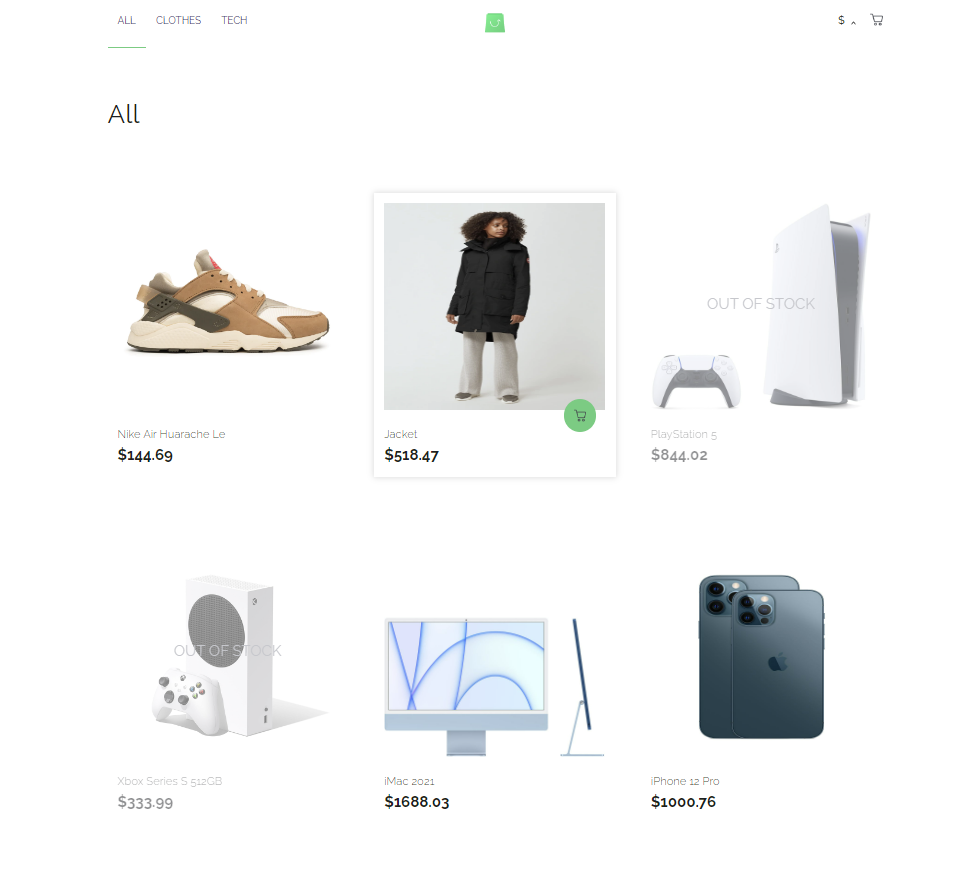 ALL CLOTHES TECH $
All
OUT OF STOCK
Nike Air Huarache Le
$144.69
Jacket
$518.47
PlayStation 5
$844.02
OUT OF STOCK
Xbox Series S 512GB
$333.99
iMac 2021
$1688.03
iPhone 12 Pro
$1000.76